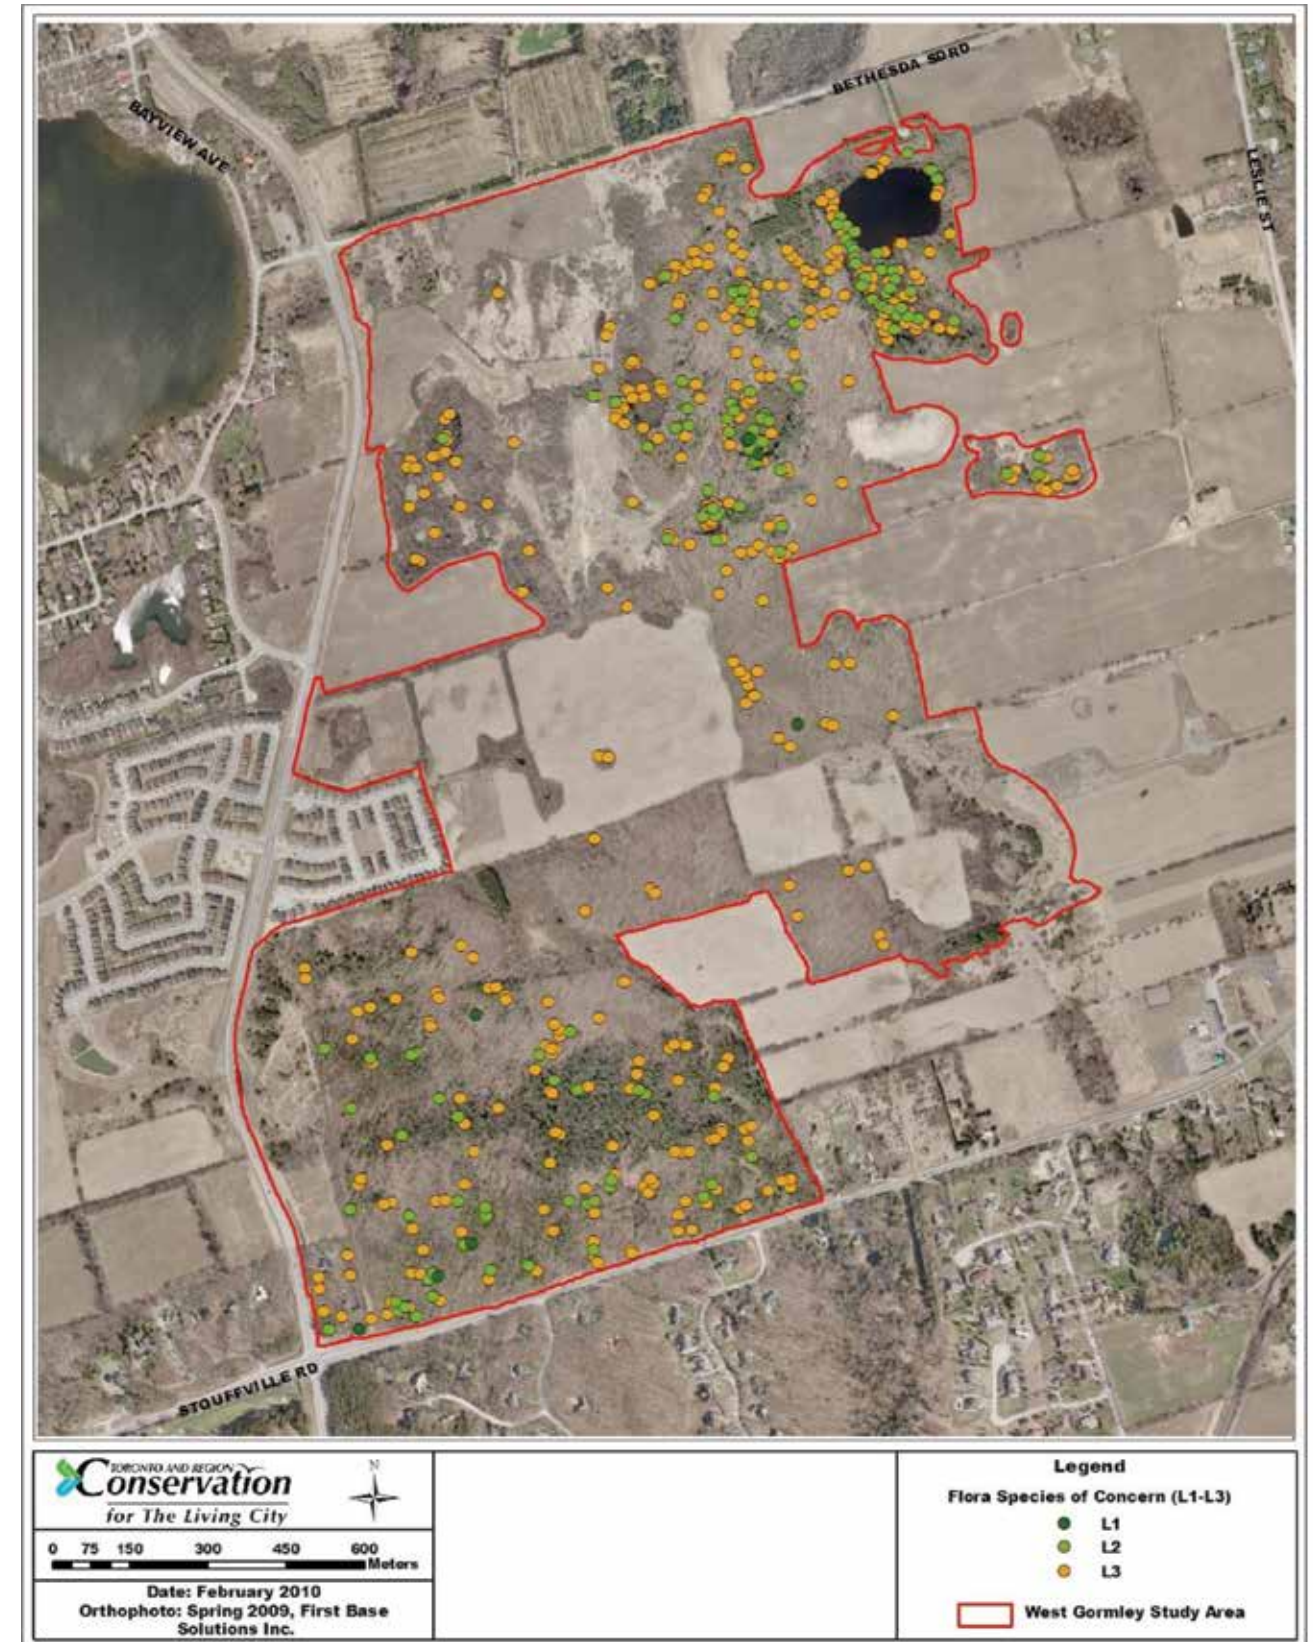 BETHESDA SDRD
BAYVIEW AVE
LESLIE ST
STOUFFVILLE RD
TORONTO AND REGION
Conservation
for The Living City
N
0 75 150 300 450 600
Meters
Date: February 2010
Orthophoto: Spring 2009, First Base
Solutions Inc.
Legend
Flora Species of Concern (L1-L3)
L1
L2
L3
West Gormley Study Area